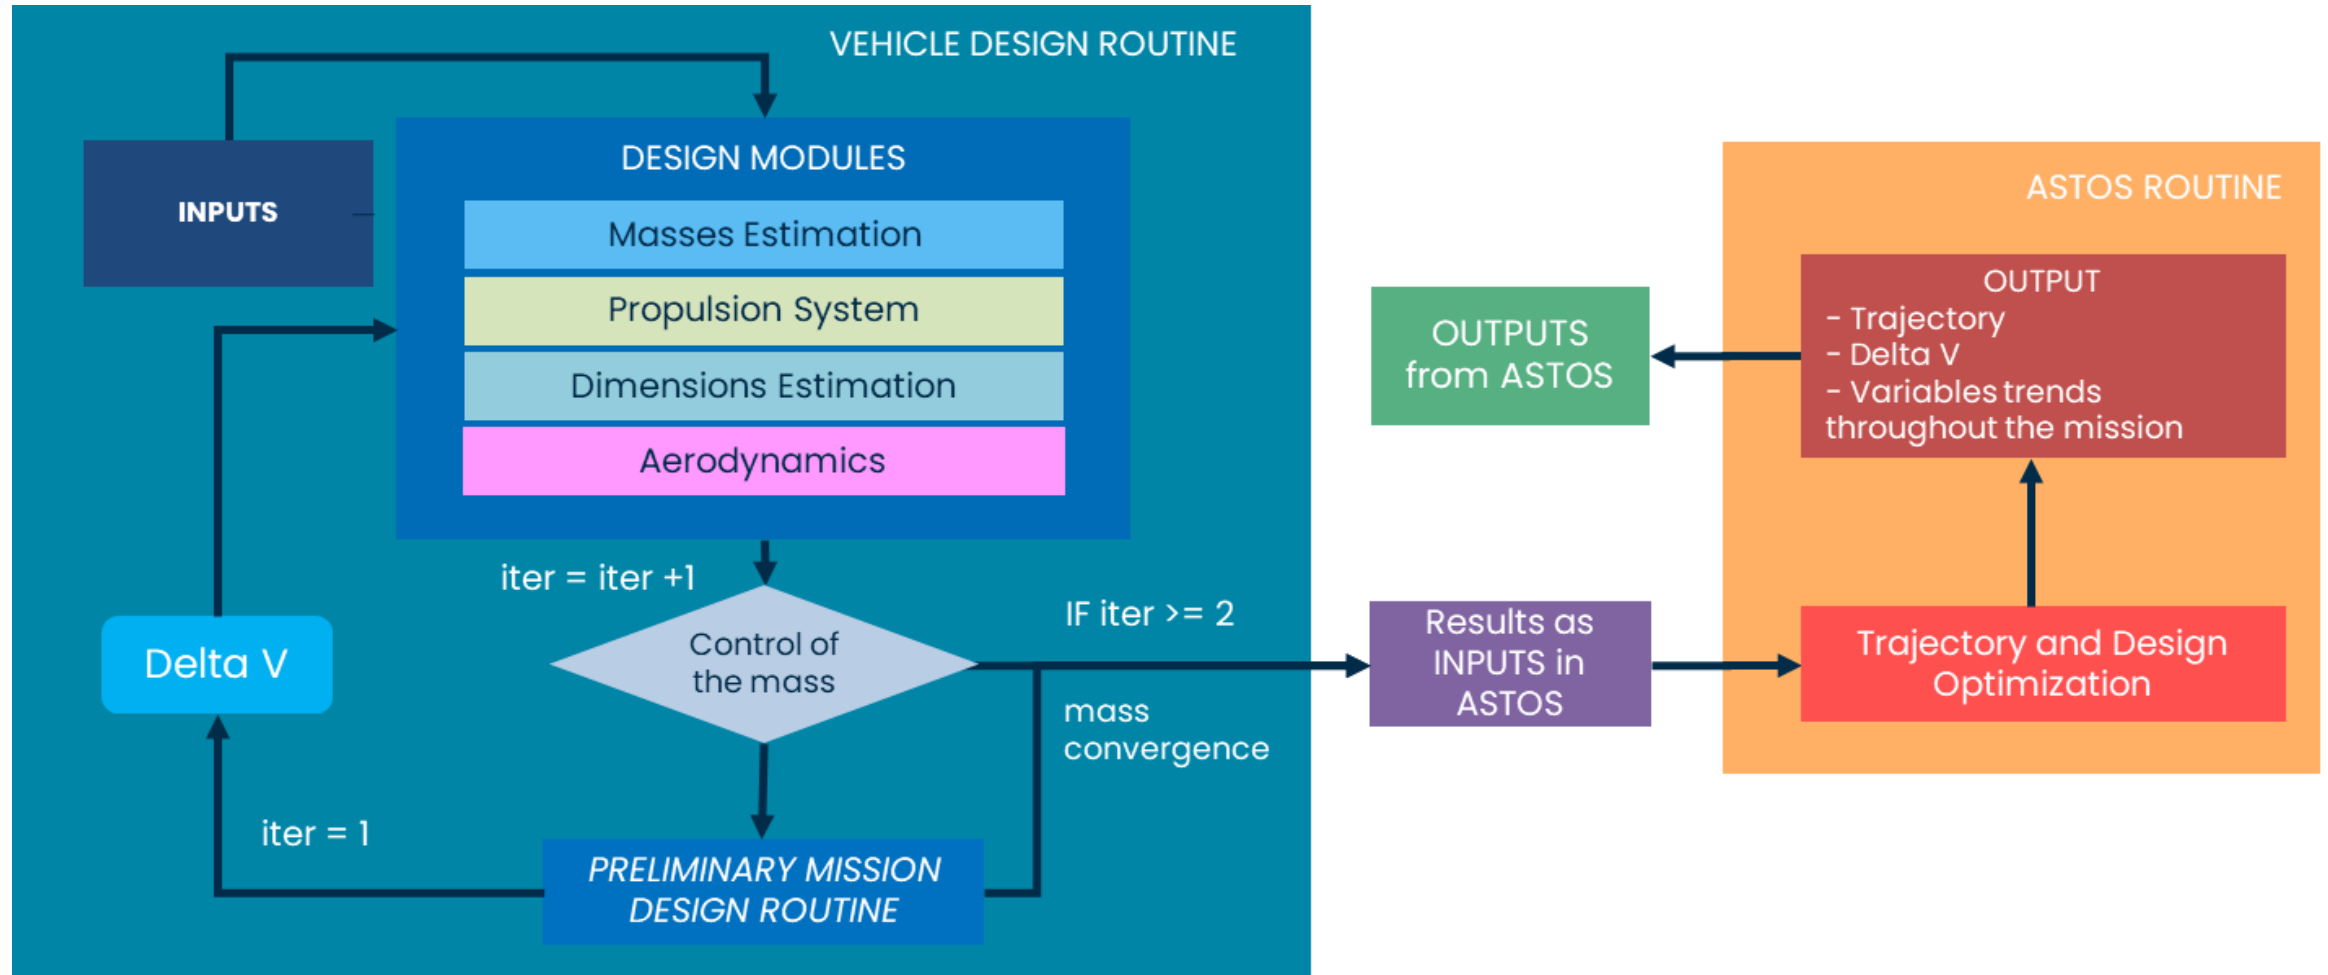 VEHICLE DESIGN ROUTINE
INPUTS
DESIGN MODULES
Masses Estimation
Propulsion System
Dimensions Estimation
Aerodynamics
iter = iter +1
Control of
the mass
IF iter >= 2
mass
convergence
Delta V
iter = 1
PRELIMINARY MISSION
DESIGN ROUTINE
Results as
INPUTS in
ASTOS
ASTOS ROUTINE
Trajectory and Design
Optimization
OUTPUT
- Trajectory
- Delta V
- Variables trends
throughout the mission
OUTPUTS
from ASTOS